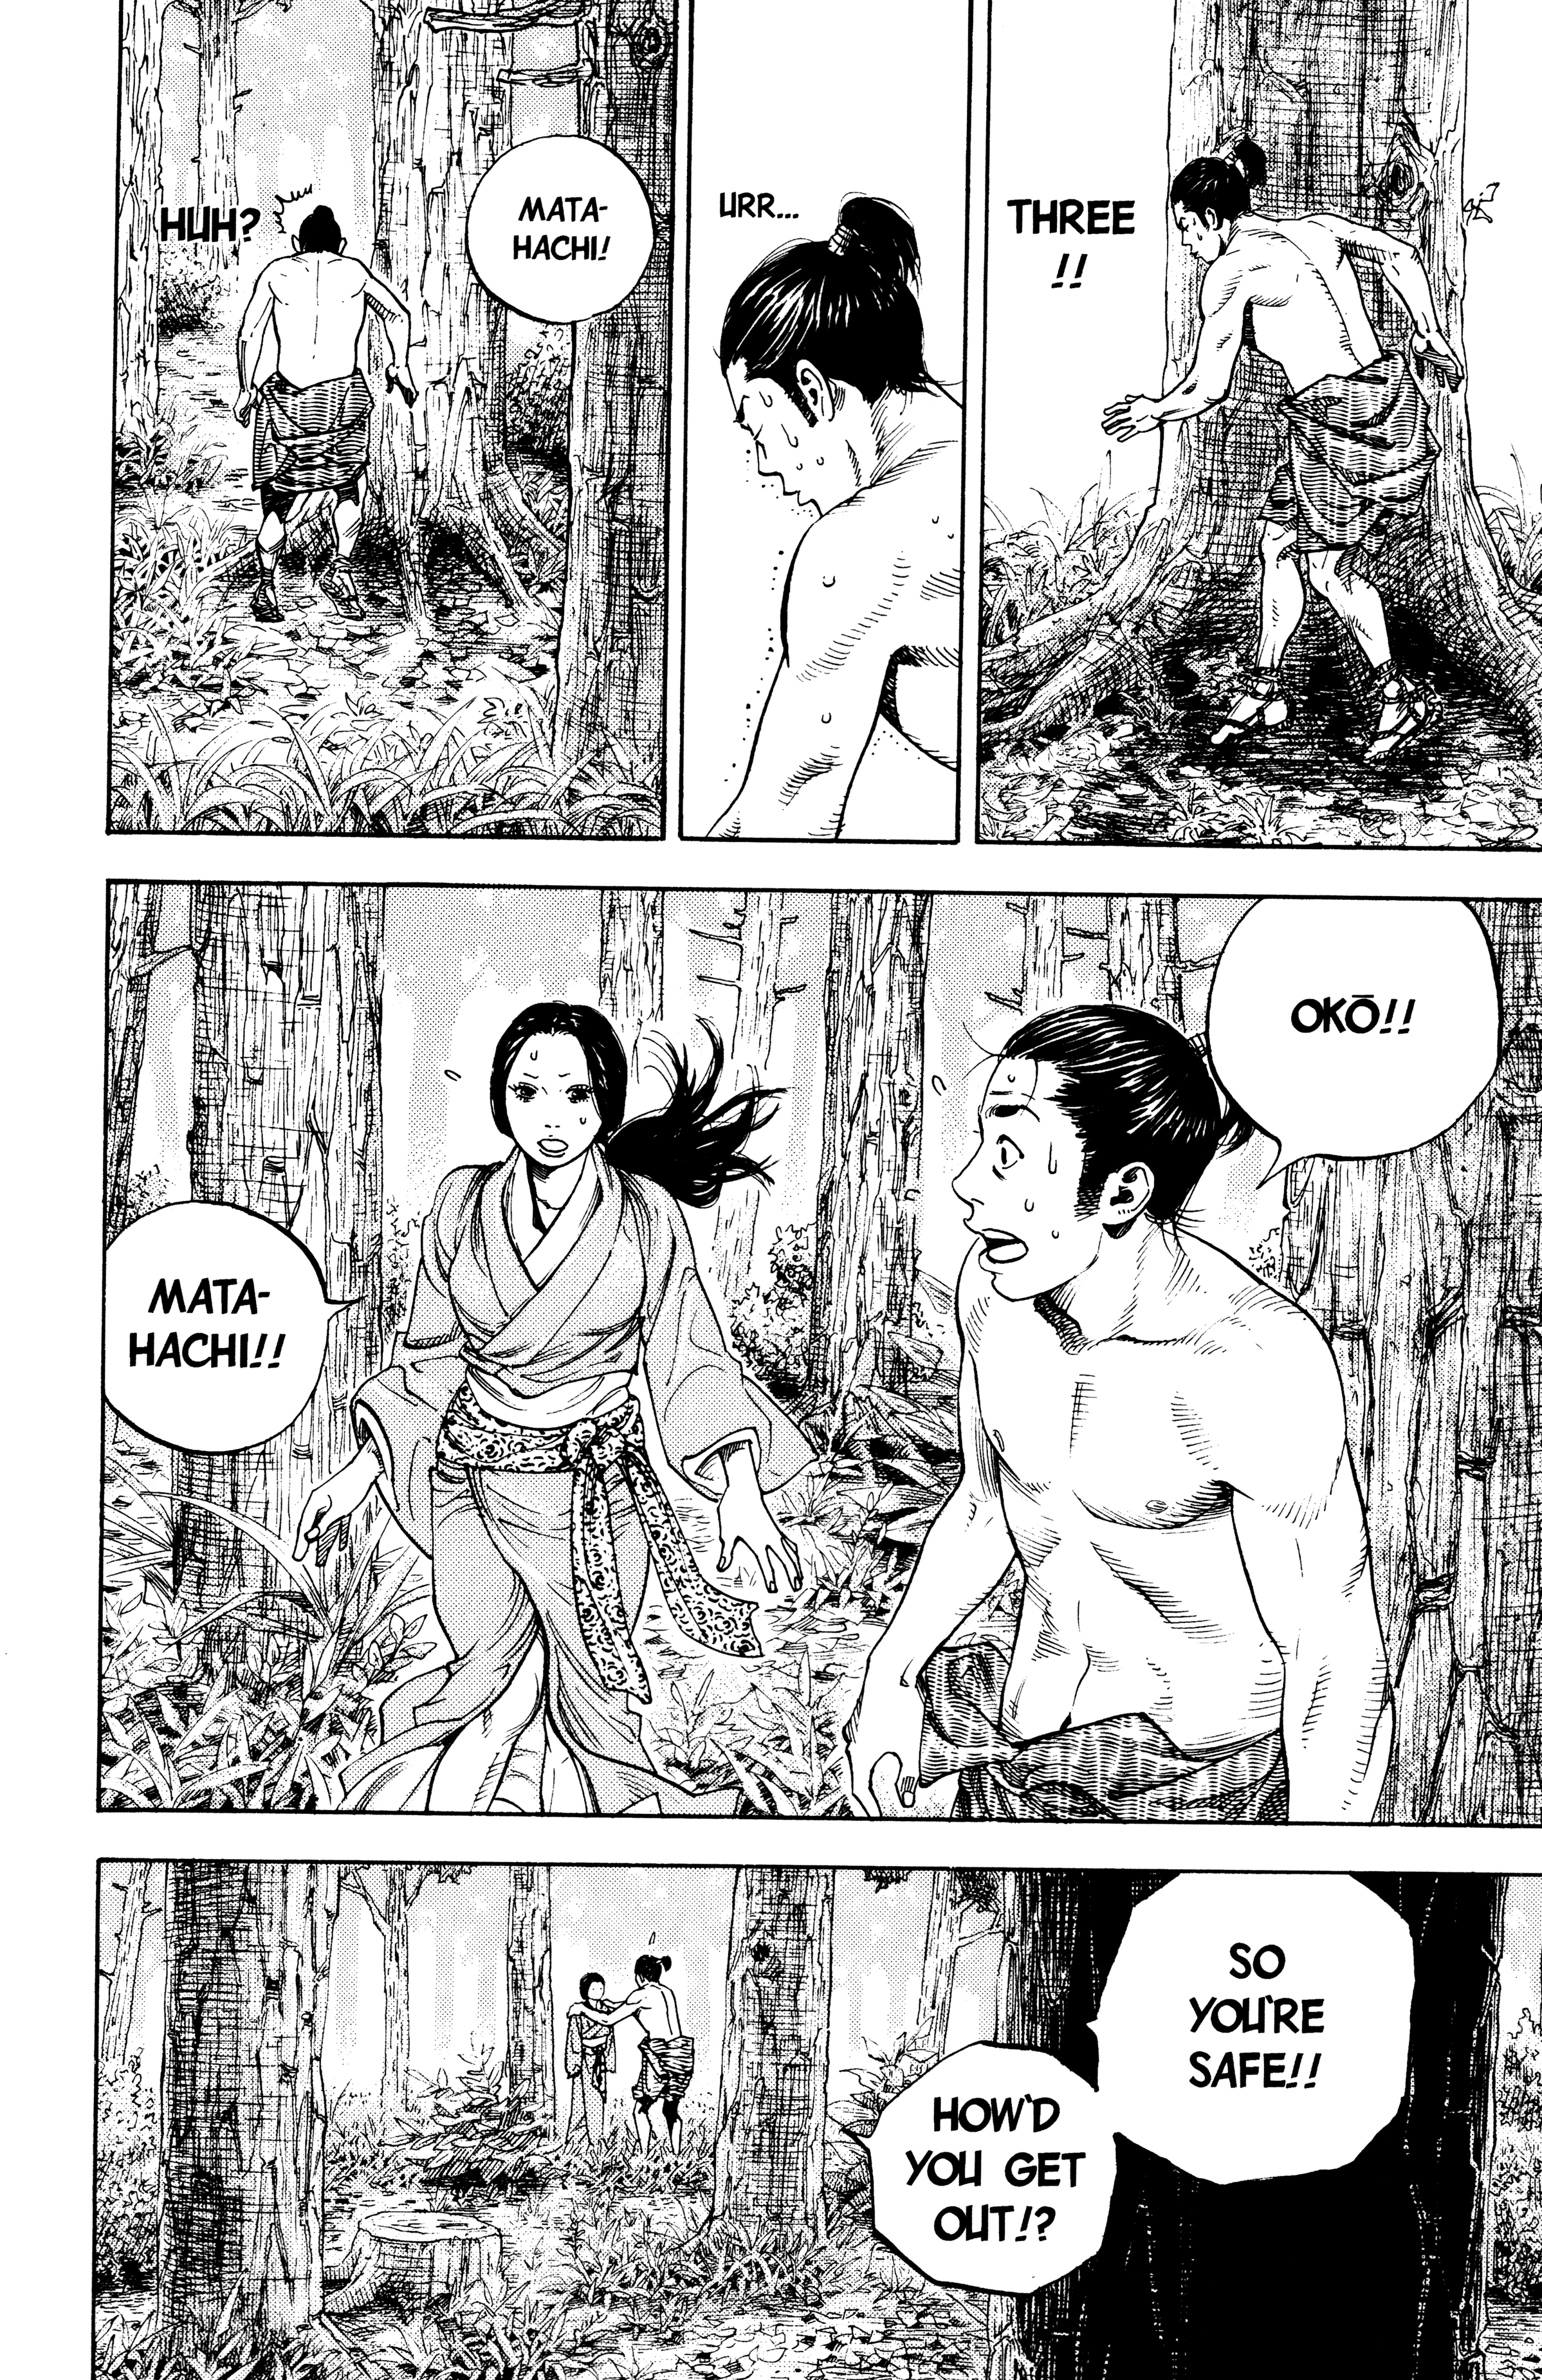 THREE
!!
URR...
MATA-
HACHI!
HUH?
OKŌ!!
MATA-
HACHI!!
SO
YOU'RE
SAFE!!
HOW'D
YOU GET
OUT!?